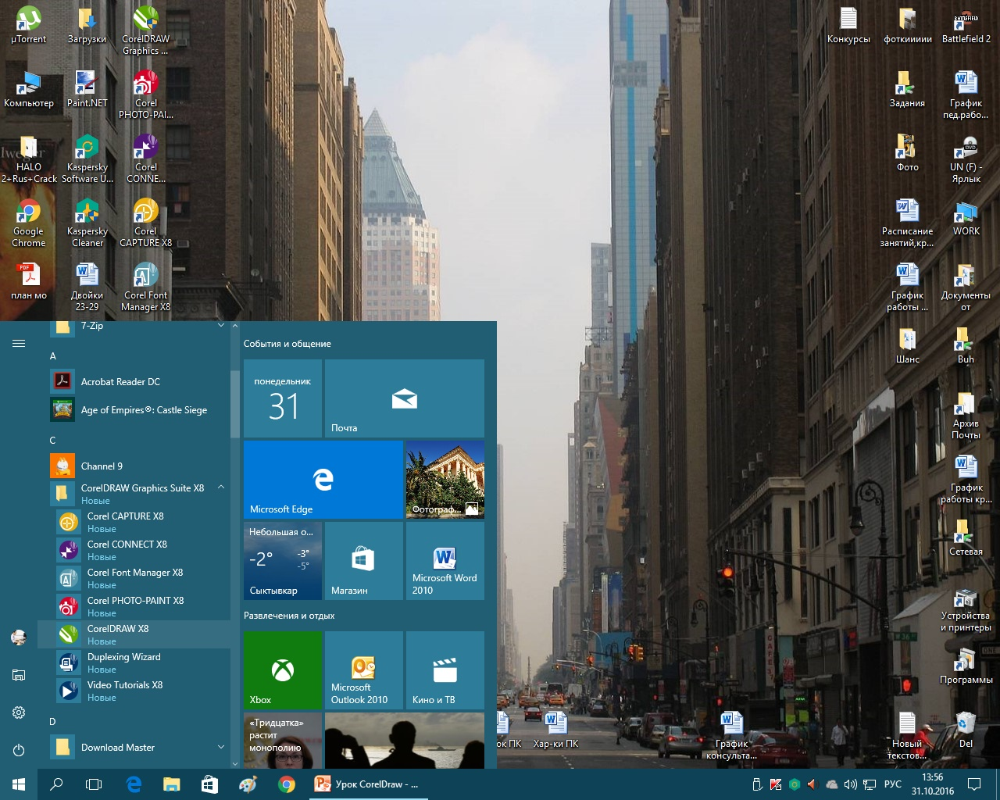 µTorrent
Загрузки
CorelDRAW
Graphics ...
Компьютер
Paint.NET
Corel
PHOTO-PAI...
HALO
2+Rus+Crack
Kaspersky
Software U...
Corel
CONNE...
Google
Chrome
Kaspersky
Cleaner
Corel
CAPTURE X8
PDF
план мо
Двойки
23-29
Corel Font
Manager X8
Конкурсы
фоткиииии
BATTLEFIELD
Battlefield 2
Задания
График
пед.рабо...
Фото
DVD
UN (F) -
Ярлык
Расписание
занятий,кр...
WORK
График
работы ...
Документы
от
Шанс
Buh
Архив
Почты
График
работы кр...
Сетевая
Устройства
и принтеры
Программы
ок ПК
Хар-ки ПК
График
консульта...
Новый
текстов...
Del
7-Zip
A
Acrobat Reader DC
Age of Empires®: Castle Siege
C
Channel 9
CorelDRAW Graphics Suite X8
Новые
Corel CAPTURE X8
Новые
Corel CONNECT X8
Новые
Corel Font Manager X8
Новые
Corel PHOTO-PAINT X8
Новые
CorelDRAW X8
Новые
Duplexing Wizard
Новые
Video Tutorials X8
Новые
D
Download Master
События и общение
понедельник
31
Почта
Microsoft Edge
Фотограф...
Небольшая о...
-2°
-3°
-5°
Сыктывкар
Магазин
Microsoft Word
2010
Развлечения и отдых
Xbox
Microsoft
Outlook 2010
Кино и ТВ
«Тридцатка»
растит
монополию
CAFE
Урок CorelDraw - ...
РУС
13:56
31.10.2016